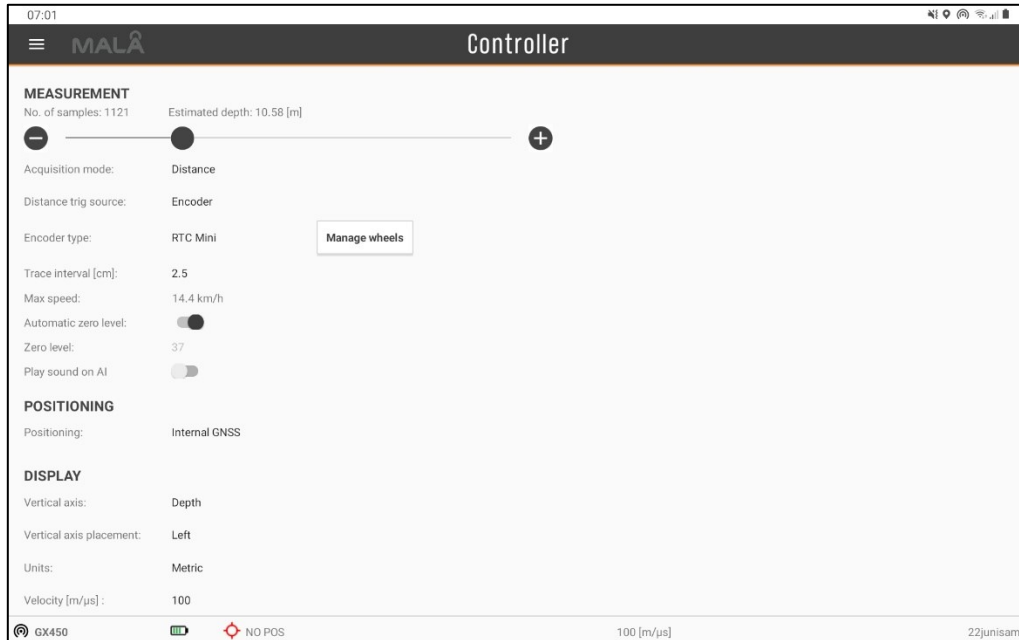 07:01
MALÅ
Controller
MEASUREMENT
No. of samples: 1121 Estimated depth: 10.58 [m]
Acquisition mode: Distance
Distance trig source: Encoder
Encoder type: RTC Mini Manage wheels
Trace interval [cm]: 2.5
Max speed: 14.4 km/h
Automatic zero level:
Zero level: 37
Play sound on AI
POSITIONING
Positioning: Internal GNSS
DISPLAY
Vertical axis: Depth
Vertical axis placement: Left
Units: Metric
Velocity [m/µs] : 100
GX450 NO POS 100 [m/µs] 22junisam